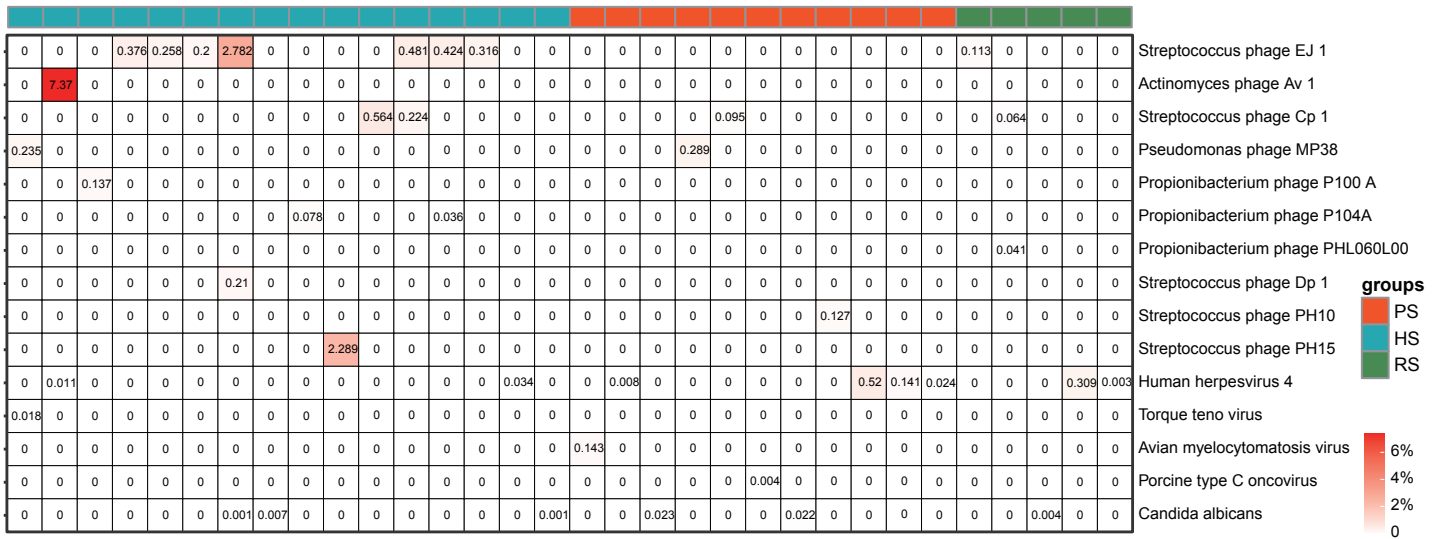 0 0 0 0.376 0.258 0.2 2.782 0 0 0 0 0.481 0.424 0.316 0 0 0 0 0 0 0 0 0 0 0 0 0 0.113 0 0 0 0 Streptococcus phage EJ 1
0 7.37 0 0 0 0 0 0 0 0 0 0 0 0 0 0 0 0 0 0 0 0 0 0 0 0 0 0 0 0 0 0 Actinomyces phage Av 1
0 0 0 0 0 0 0 0 0 0 0.564 0.224 0 0 0 0 0 0 0 0 0.095 0 0 0 0 0 0 0 0.064 0 0 0 Streptococcus phage Cp 1
0.235 0 0 0 0 0 0 0 0 0 0 0 0 0 0 0 0 0 0 0.289 0 0 0 0 0 0 0 0 0 0 0 0 Pseudomonas phage MP38
0 0 0.137 0 0 0 0 0 0 0 0 0 0 0 0 0 0 0 0 0 0 0 0 0 0 0 0 0 0 0 0 0 Propionibacterium phage P100 A
0 0 0 0 0 0 0 0 0.078 0 0 0 0.036 0 0 0 0 0 0 0 0 0 0 0 0 0 0 0 0 0 0 0 Propionibacterium phage P104A
0 0 0 0 0 0 0 0 0 0 0 0 0 0 0 0 0 0 0 0 0 0 0 0 0 0 0 0 0.041 0 0 0 Propionibacterium phage PHL060L00
0 0 0 0 0 0 0.21 0 0 0 0 0 0 0 0 0 0 0 0 0 0 0 0 0 0 0 0 0 0 0 0 0 Streptococcus phage Dp 1
0 0 0 0 0 0 0 0 0 0 0 0 0 0 0 0 0 0 0 0 0 0 0 0.127 0 0 0 0 0 0 0 0 Streptococcus phage PH10
0 0 0 0 0 0 0 0 0 2.289 0 0 0 0 0 0 0 0 0 0 0 0 0 0 0 0 0 0 0 0 0 0 Streptococcus phage PH15
0 0.011 0 0 0 0 0 0 0 0 0 0 0 0 0.034 0 0 0.008 0 0 0 0 0 0 0.52 0.141 0.024 0 0 0 0.309 0.003 Human herpesvirus 4
0.018 0 0 0 0 0 0 0 0 0 0 0 0 0 0 0 0 0 0 0 0 0 0 0 0 0 0 0 0 0 0 0 Torque teno virus
0 0 0 0 0 0 0 0 0 0 0 0 0 0 0 0 0.143 0 0 0 0 0 0 0 0 0 0 0 0 0 0 0 Avian myelocytomatosis virus
0 0 0 0 0 0 0 0 0 0 0 0 0 0 0 0 0 0 0 0 0 0.004 0 0 0 0 0 0 0 0 0 0 Porcine type C oncovirus
0 0 0 0 0 0 0.001 0.007 0 0 0 0 0 0 0 0.001 0 0 0.023 0 0 0 0.022 0 0 0 0 0 0 0.004 0 0 Candida albicans
groups
PS
HS
RS
6%
4%
2%
0